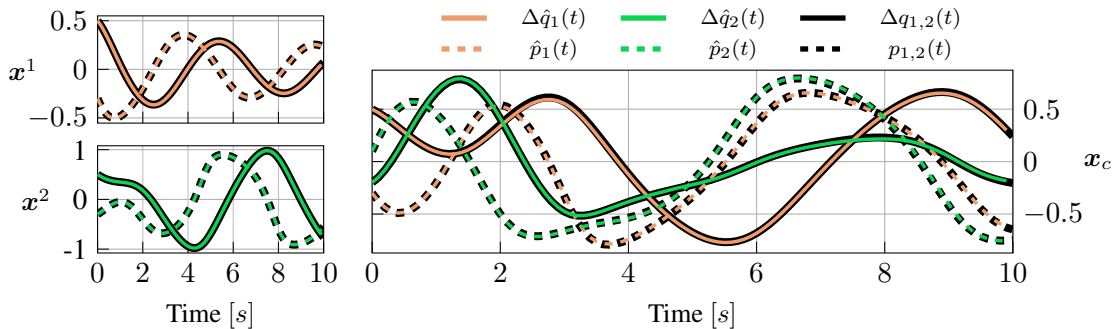 Δq̂₁(t) Δq̂₂(t) Δq₁,₂(t)
p̂₁(t) p̂₂(t) p₁,₂(t)
0.5
x¹ 0
−0.5
1
x² 0
-1
0 2 4 6 8 10
Time [s]
0.5
0 x_c
−0.5
0 2 4 6 8 10
Time [s]